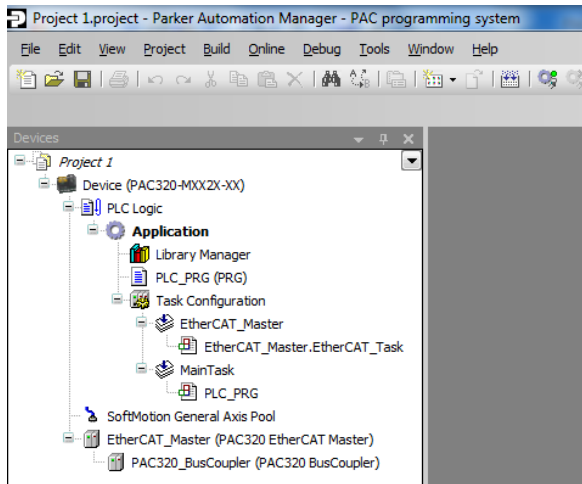 Project 1.project - Parker Automation Manager - PAC programming system
File Edit View Project Build Online Debug Tools Window Help
Devices
Project 1
Device (PAC320-MXX2X-XX)
PLC Logic
Application
Library Manager
PLC_PRG (PRG)
Task Configuration
EtherCAT_Master
EtherCAT_Master.EtherCAT_Task
MainTask
PLC_PRG
SoftMotion General Axis Pool
EtherCAT_Master (PAC320 EtherCAT Master)
PAC320_BusCoupler (PAC320 BusCoupler)